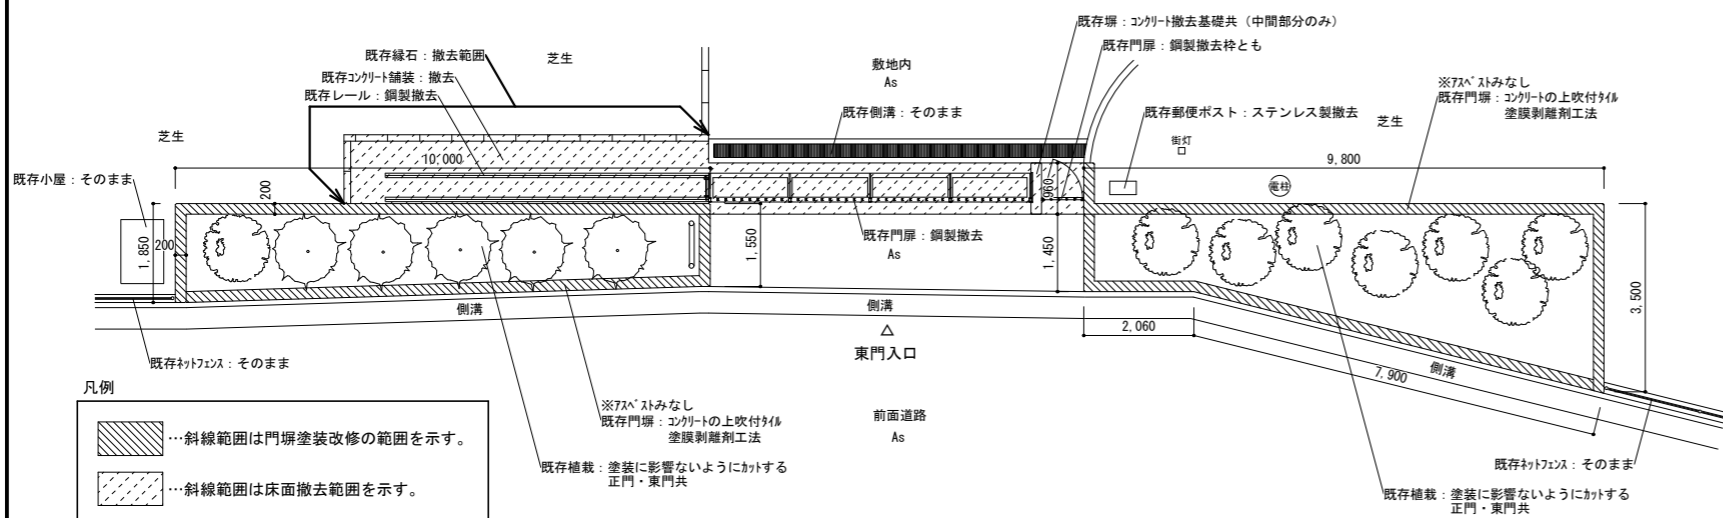 既存塀：コンクリート撤去基礎共（中間部分のみ）
既存門扉：鋼製撤去枠とも
既存縁石：撤去範囲
芝生
既存コンクリート舗装：撤去
既存レール：鋼製撤去
敷地内
As
※ｱｽﾍﾞｽﾄみなし
既存門塀：コンクリートの上吹付ﾀｲﾙ
塗膜剥離剤工法
既存側溝：そのまま
既存郵便ポスト：ステンレス製撤去
芝生
芝生
街灯
10,000
9,800
既存小屋：そのまま
200
960
電柱
1,850
200
1,550
既存門扉：鋼製撤去
As
1,450
3,500
側溝
側溝
2,060
△
東門入口
既存ネットフェンス：そのまま
側溝
7,900
凡例
※ｱｽﾍﾞｽﾄみなし
既存門塀：コンクリートの上吹付ﾀｲﾙ
塗膜剥離剤工法
前面道路
As
…斜線範囲は門塀塗装改修の範囲を示す。
既存植栽：塗装に影響ないようにｶｯﾄする
正門・東門共
既存ネットフェンス：そのまま
…斜線範囲は床面撤去範囲を示す。
既存植栽：塗装に影響ないようにｶｯﾄする
正門・東門共